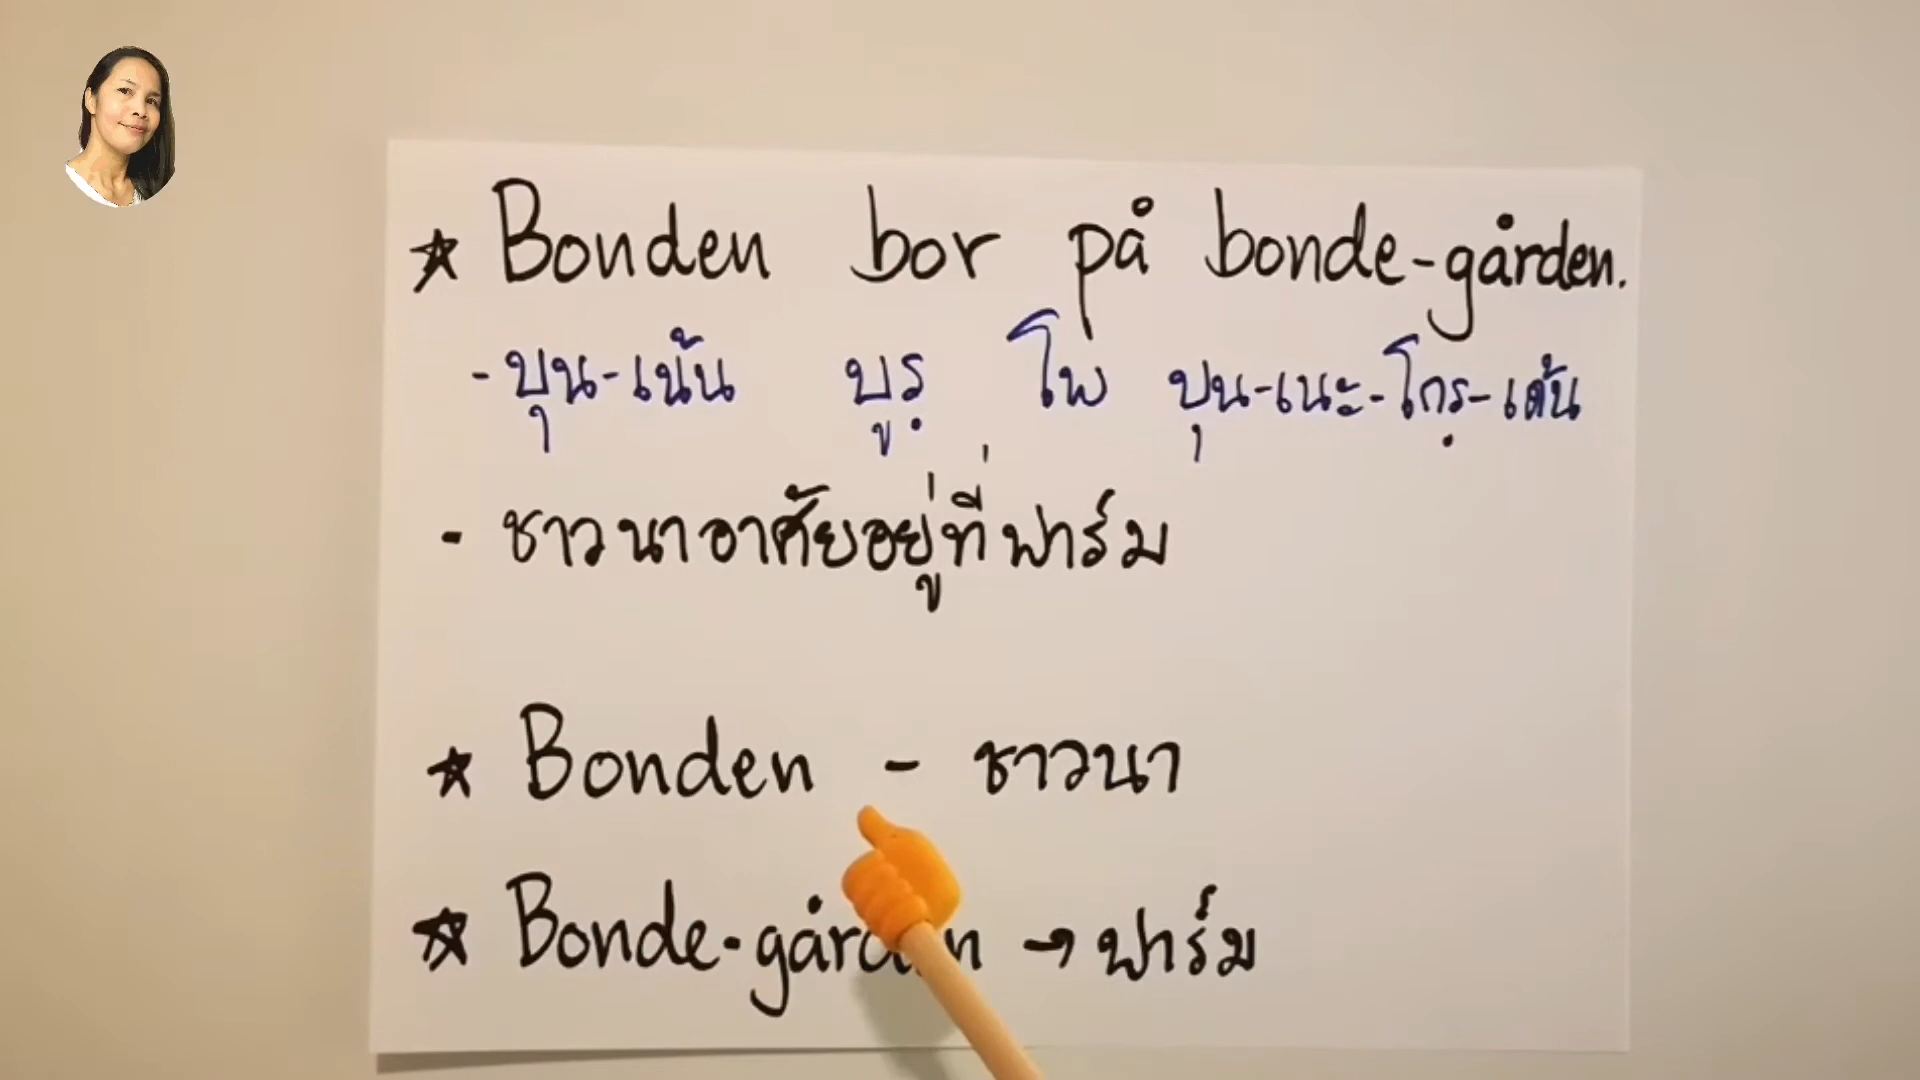 ☆ Bonden bor på bonde-gården.
- บุน-เน้น บูรฺ โพ บุน-เนะ-โกรฺ-เด้น
- ชาวนาอาศัยอยู่ที่ฟาร์ม
☆ Bonden - ชาวนา
☆ Bonde-gården → ฟาร์ม